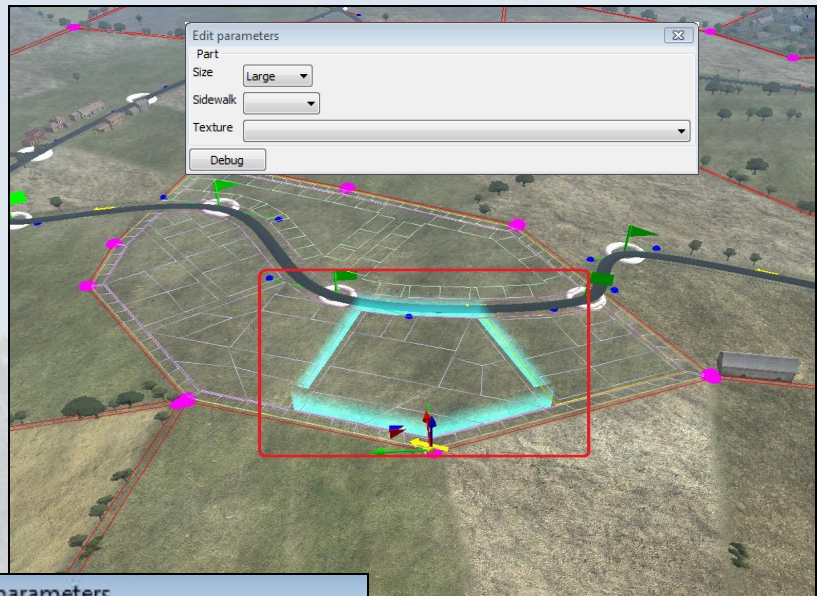 Edit parameters
Part
Size Large
Sidewalk
Texture
Debug
parameters